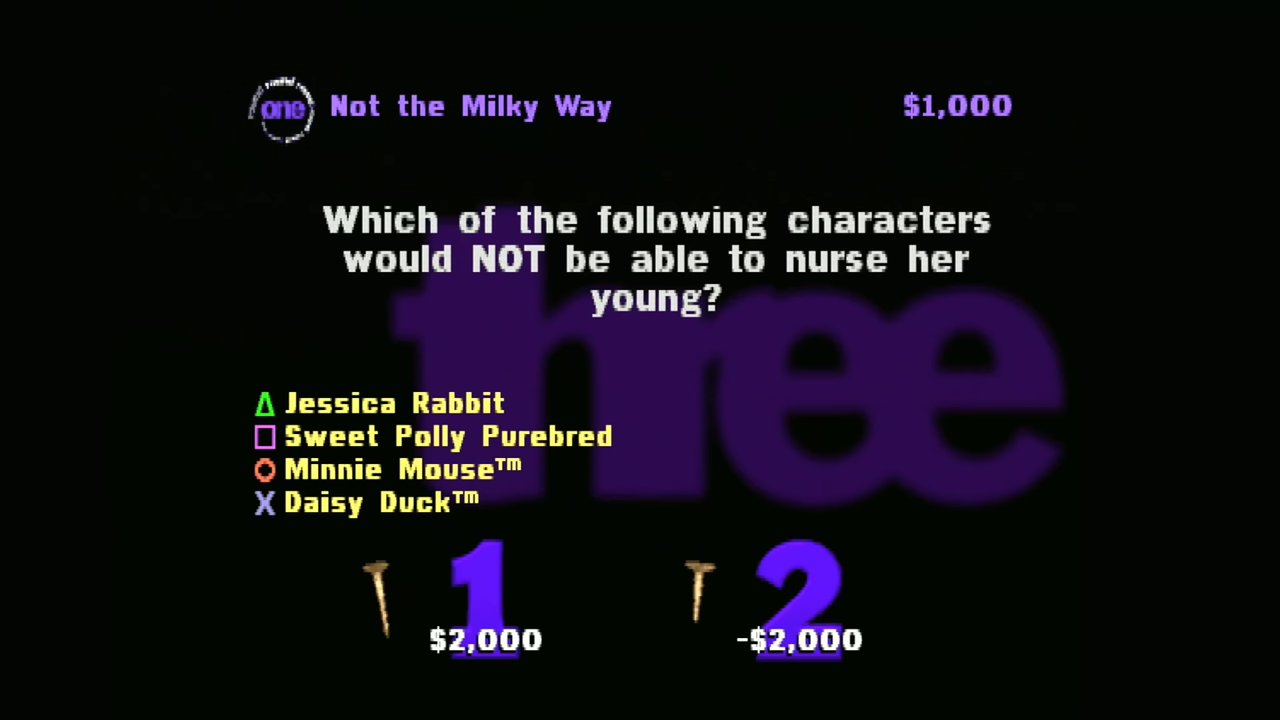 one Not the Milky Way $1,000
three
Which of the following characters
would NOT be able to nurse her
young?
Δ Jessica Rabbit
□ Sweet Polly Purebred
O Minnie Mouse™
X Daisy Duck™
1 2
$2,000 -$2,000